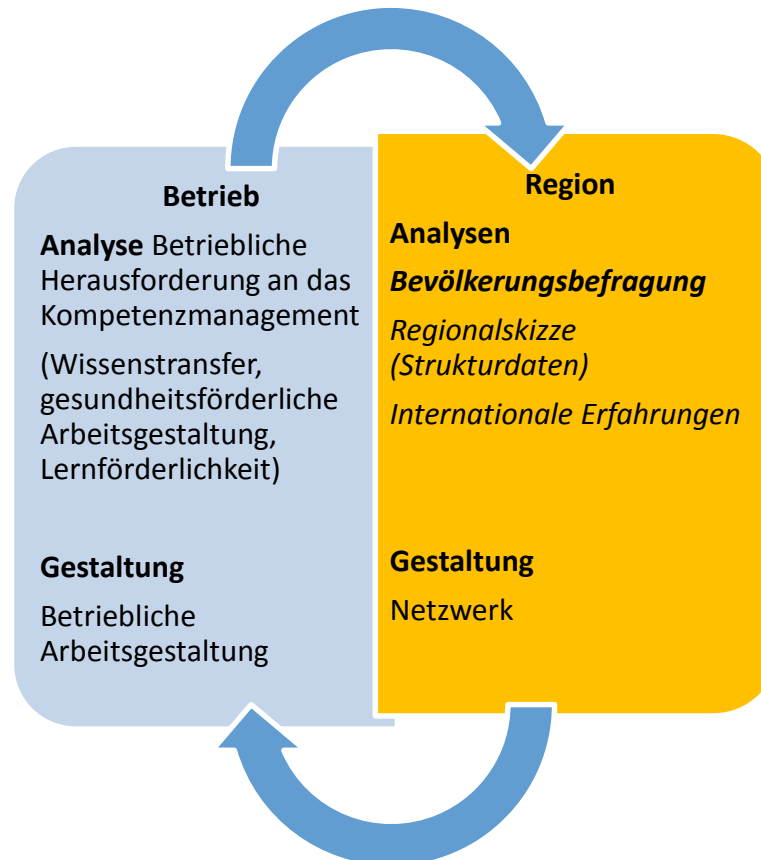 Betrieb
Analyse Betriebliche
Herausforderung an das
Kompetenzmanagement
(Wissenstransfer,
gesundheitsförderliche
Arbeitsgestaltung,
Lernförderlichkeit)
Gestaltung
Betriebliche
Arbeitsgestaltung
Region
Analysen
Bevölkerungsbefragung
Regionalskizze
(Strukturdaten)
Internationale Erfahrungen
Gestaltung
Netzwerk